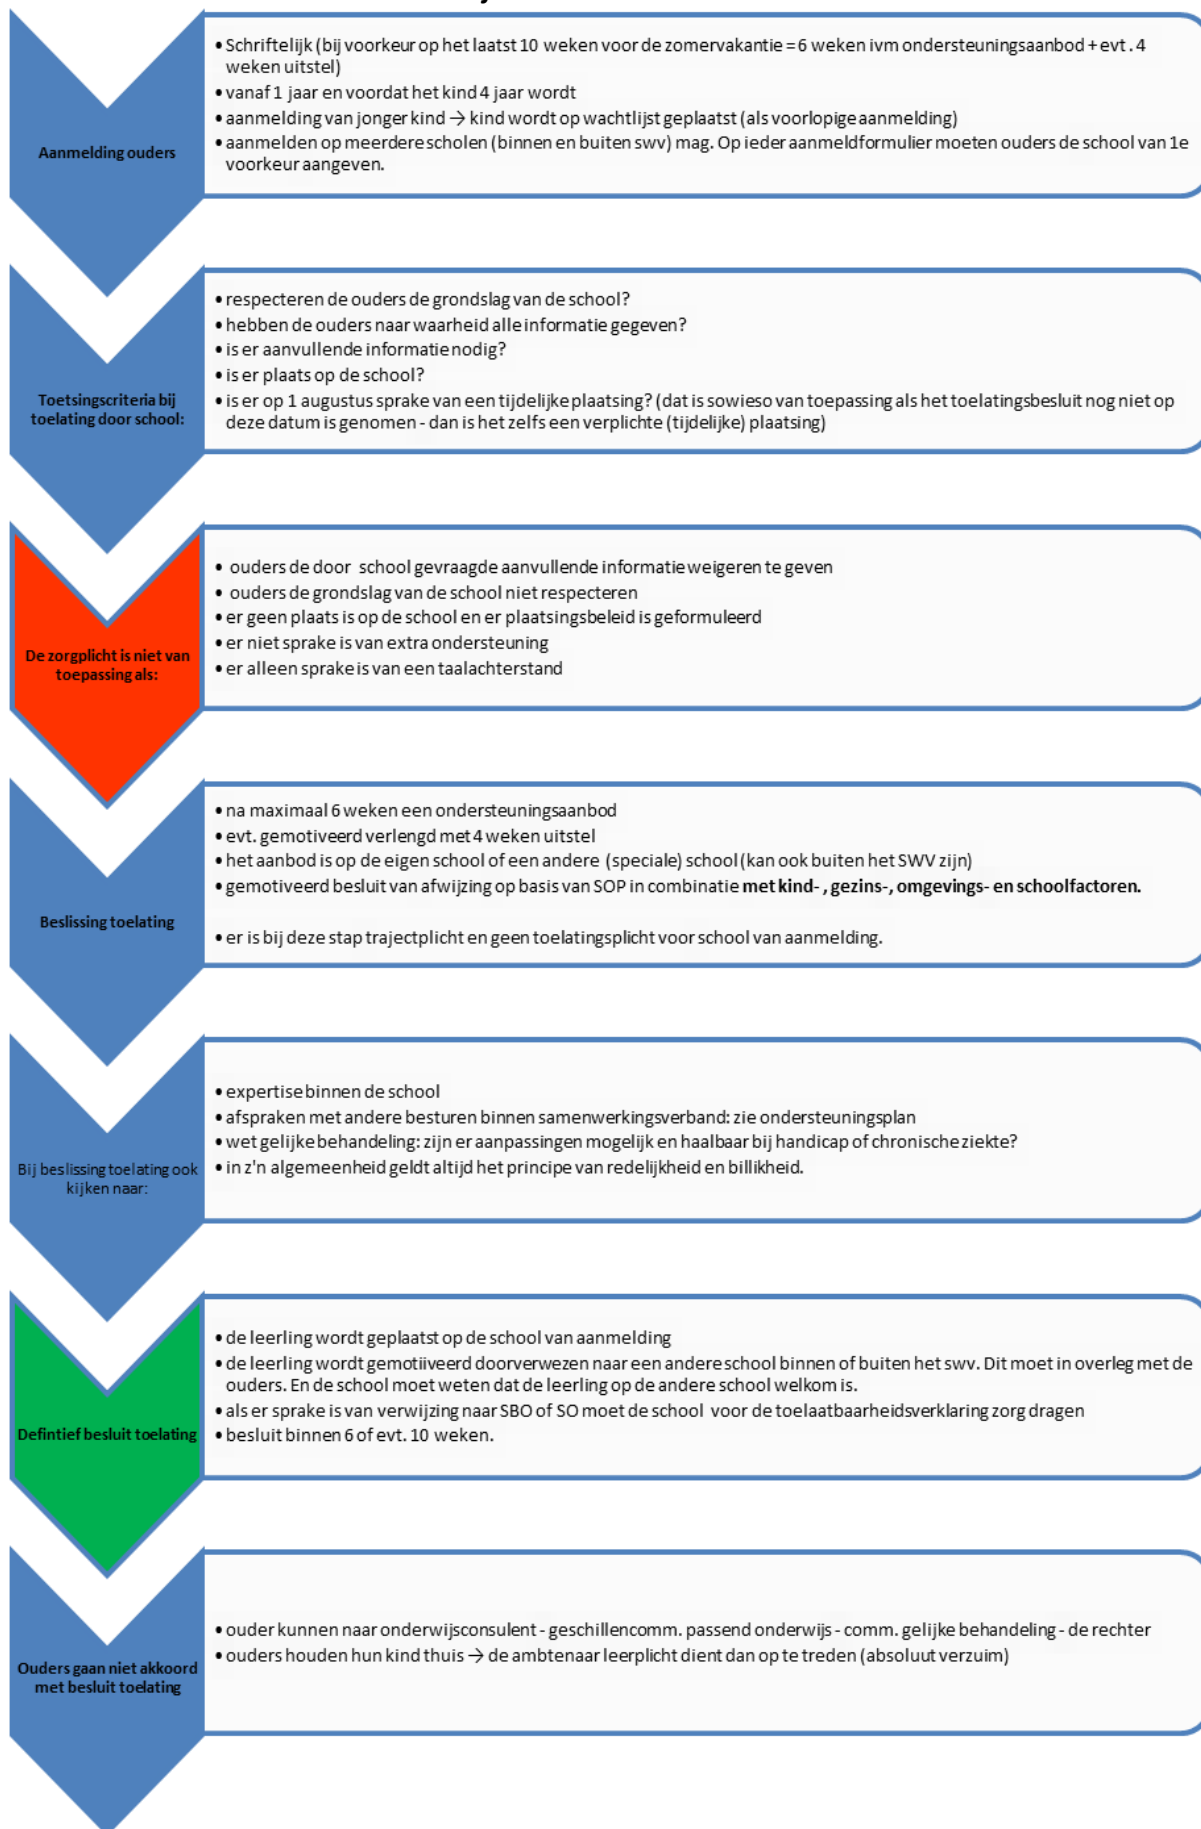 Aanmelding ouders
• Schriftelijk (bij voorkeur op het laatst 10 weken voor de zomervakantie = 6 weken ivm ondersteuningsaanbod + evt. 4
weken uitstel)
• vanaf 1 jaar en voordat het kind 4 jaar wordt
• aanmelding van jonger kind → kind wordt op wachtlijst geplaatst (als voorlopige aanmelding)
• aanmelden op meerdere scholen (binnen en buiten swv) mag. Op ieder aanmeldformulier moeten ouders de school van 1e
voorkeur aangeven.
Toetsingscriteria bij
toelating door school:
• respecteren de ouders de grondslag van de school?
• hebben de ouders naar waarheid alle informatie gegeven?
• is er aanvullende informatie nodig?
• is er plaats op de school?
• is er op 1 augustus sprake van een tijdelijke plaatsing? (dat is sowieso van toepassing als het toelatingsbesluit nog niet op
deze datum is genomen - dan is het zelfs een verplichte (tijdelijke) plaatsing)
De zorgplicht is niet van
toepassing als:
• ouders de door school gevraagde aanvullende informatie weigeren te geven
• ouders de grondslag van de school niet respecteren
• er geen plaats is op de school en er plaatsingsbeleid is geformuleerd
• er niet sprake is van extra ondersteuning
• er alleen sprake is van een taalachterstand
Beslissing toelating
• na maximaal 6 weken een ondersteuningsaanbod
• evt. gemotiveerd verlengd met 4 weken uitstel
• het aanbod is op de eigen school of een andere (speciale) school (kan ook buiten het SWV zijn)
• gemotiveerd besluit van afwijzing op basis van SOP in combinatie met kind- , gezins-, omgevings- en schoolfactoren.
• er is bij deze stap trajectplicht en geen toelatingsplicht voor school van aanmelding.
Bij beslissing toelating ook
kijken naar:
• expertise binnen de school
• afspraken met andere besturen binnen samenwerkingsverband: zie ondersteuningsplan
• wet gelijke behandeling: zijn er aanpassingen mogelijk en haalbaar bij handicap of chronische ziekte?
• in z'n algemeenheid geldt altijd het principe van redelijkheid en billikheid.
Defintief besluit toelating
• de leerling wordt geplaatst op de school van aanmelding
• de leerling wordt gemotiiveerd doorverwezen naar een andere school binnen of buiten het swv. Dit moet in overleg met de
ouders. En de school moet weten dat de leerling op de andere school welkom is.
• als er sprake is van verwijzing naar SBO of SO moet de school voor de toelaatbaarheidsverklaring zorg dragen
• besluit binnen 6 of evt. 10 weken.
Ouders gaan niet akkoord
met besluit toelating
• ouder kunnen naar onderwijsconsulent - geschillencomm. passend onderwijs - comm. gelijke behandeling - de rechter
• ouders houden hun kind thuis → de ambtenaar leerplicht dient dan op te treden (absoluut verzuim)